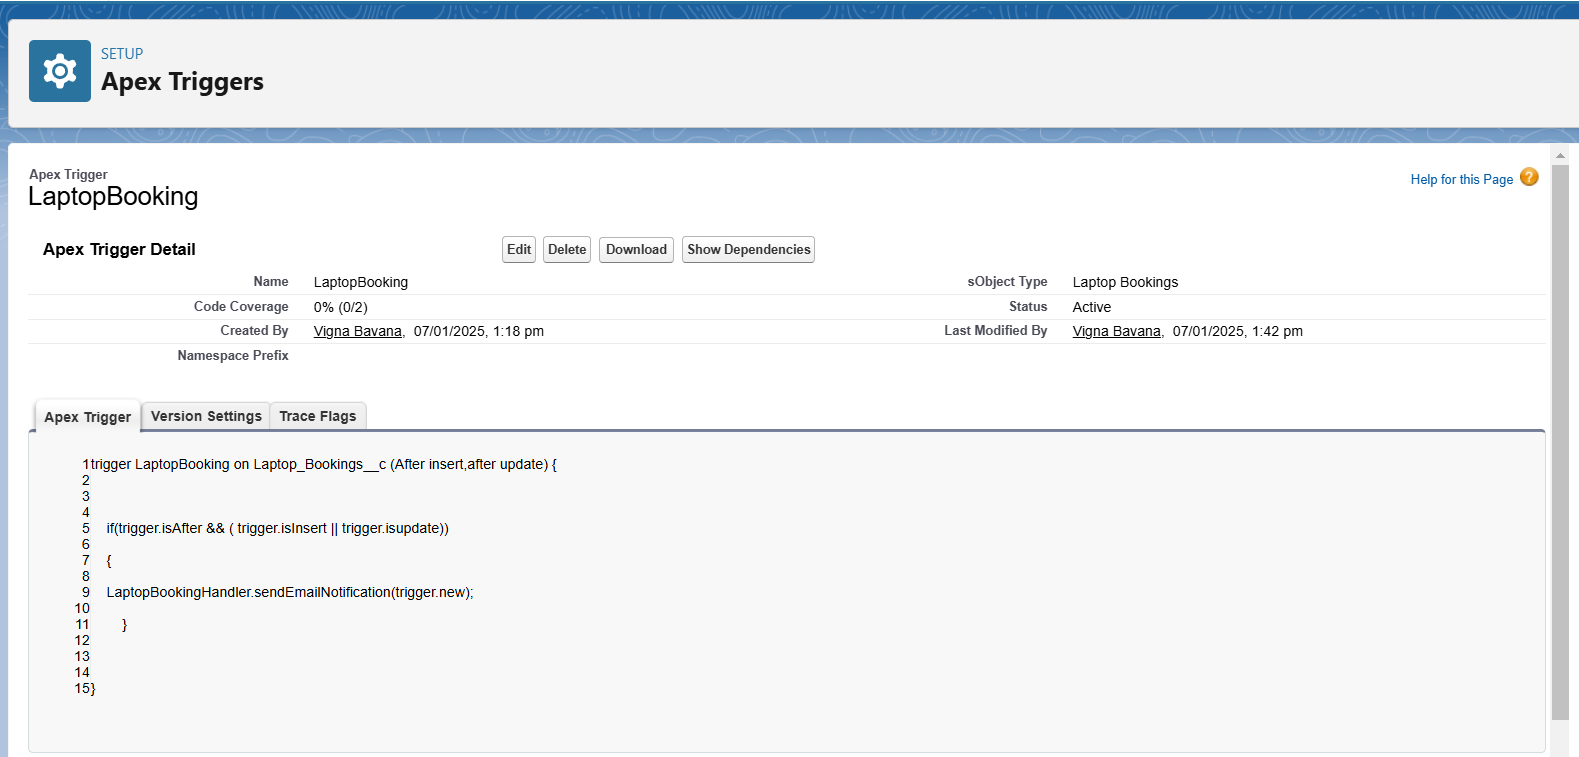 SETUP
Apex Triggers
Apex Trigger
LaptopBooking
Help for this Page ?
Apex Trigger Detail
Edit Delete Download Show Dependencies
Name LaptopBooking sObject Type Laptop Bookings
Code Coverage 0% (0/2) Status Active
Created By Vigna Bavana, 07/01/2025, 1:18 pm Last Modified By Vigna Bavana, 07/01/2025, 1:42 pm
Namespace Prefix
Apex Trigger Version Settings Trace Flags
1 trigger LaptopBooking on Laptop_Bookings__c (After insert,after update) {
2
3
4
5 if(trigger.isAfter && ( trigger.isInsert || trigger.isupdate))
6
7 {
8
9 LaptopBookingHandler.sendEmailNotification(trigger.new);
10
11 }
12
13
14
15 }